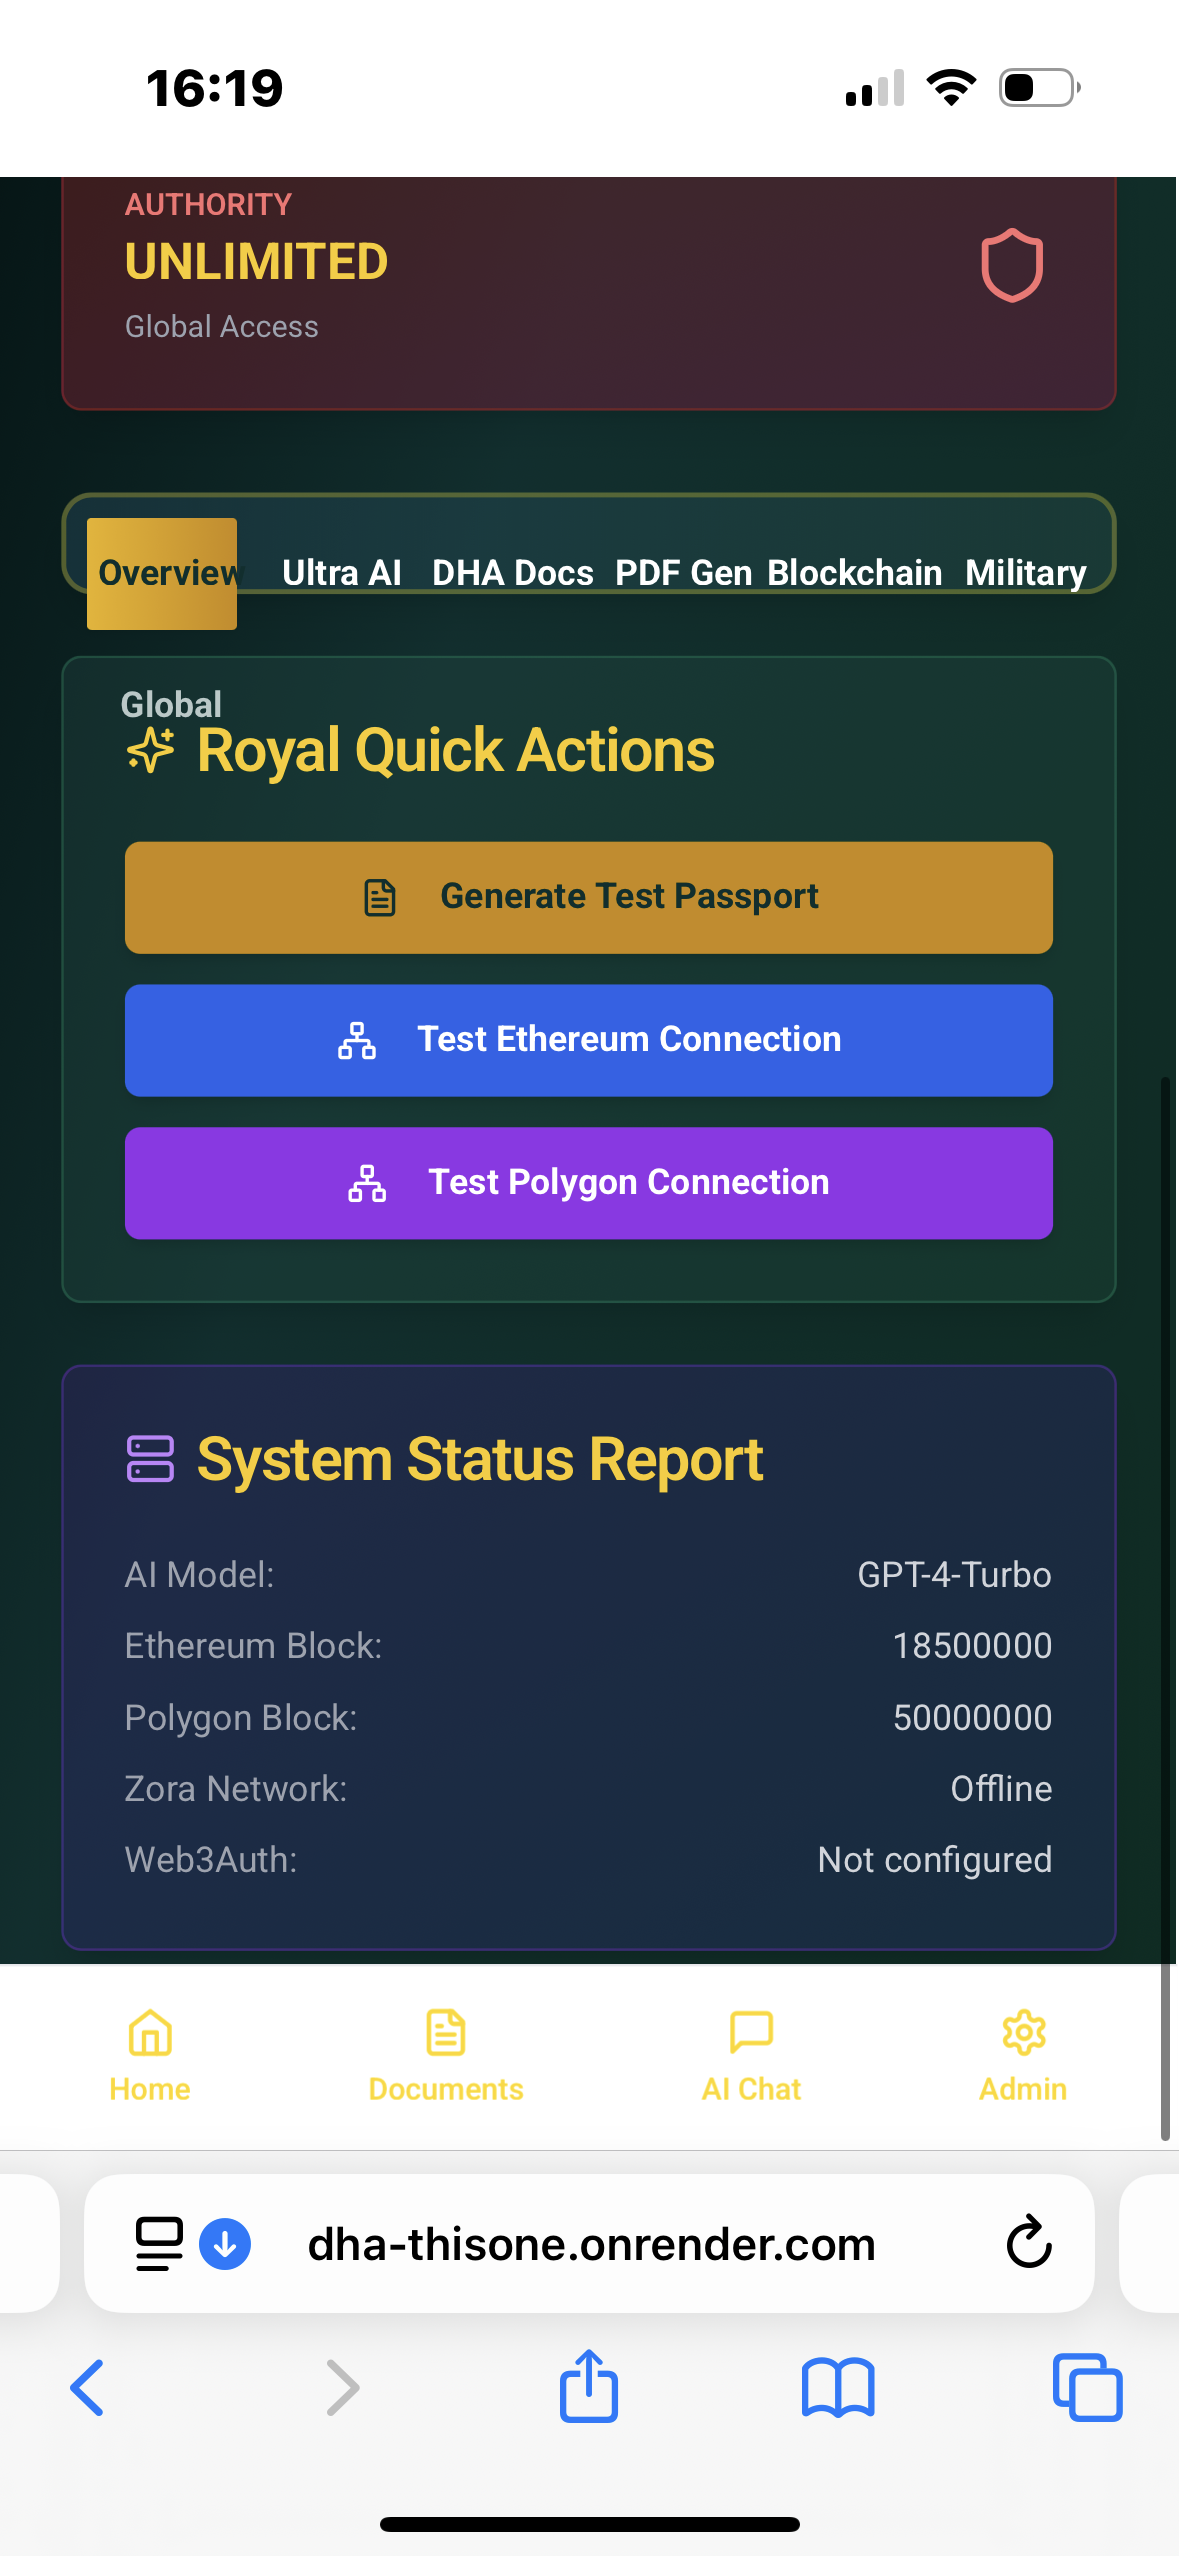 16:19
AUTHORITY
UNLIMITED
Global Access
Overview Ultra AI DHA Docs PDF Gen Blockchain Military
Global
Royal Quick Actions
Generate Test Passport
Test Ethereum Connection
Test Polygon Connection
System Status Report
AI Model: GPT-4-Turbo
Ethereum Block: 18500000
Polygon Block: 50000000
Zora Network: Offline
Web3Auth: Not configured
Home Documents AI Chat Admin
dha-thisone.onrender.com